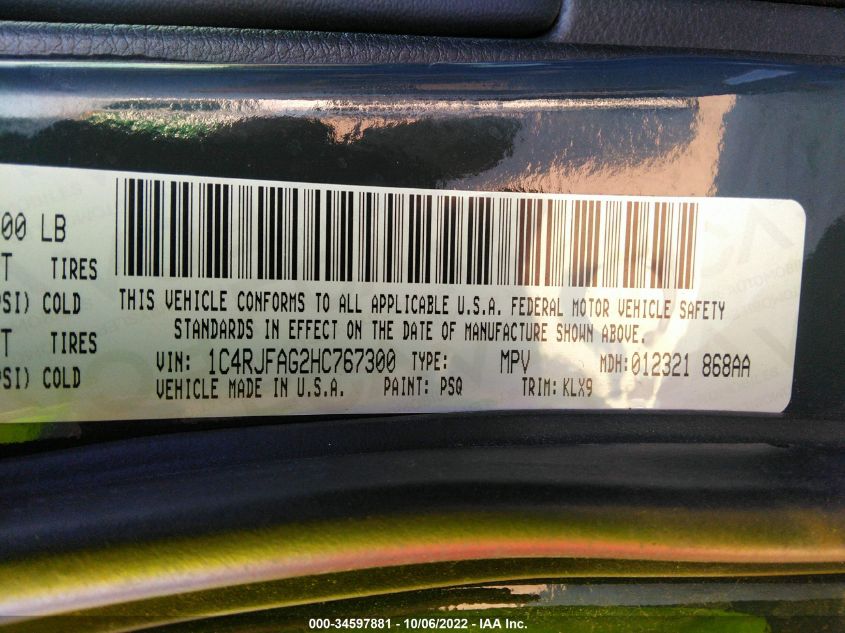 00 LB
T TIRES
PSI) COLD
T TIRES
PSI) COLD
THIS VEHICLE CONFORMS TO ALL APPLICABLE U.S.A. FEDERAL MOTOR VEHICLE SAFETY
STANDARDS IN EFFECT ON THE DATE OF MANUFACTURE SHOWN ABOVE.
VIN: 1C4RJFAG2HC767300 TYPE: MPV MDH: 012321 868AA
VEHICLE MADE IN U.S.A. PAINT: PSQ TRIM: KLX9
000-34597881 - 10/06/2022 - IAA Inc.